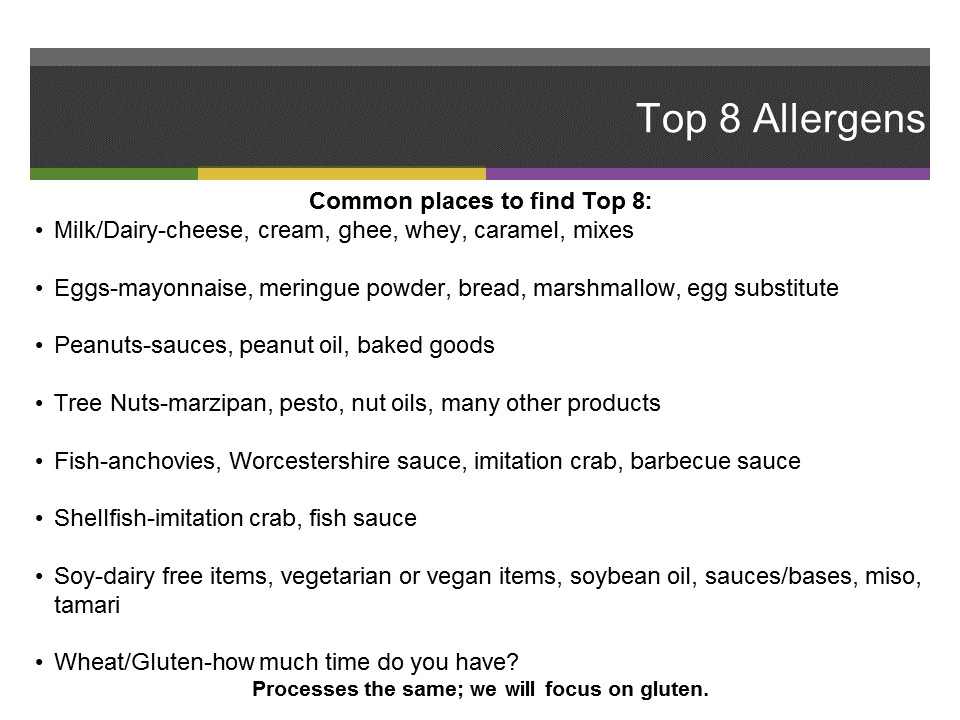 Top 8 Allergens
Common places to find Top 8:
• Milk/Dairy-cheese, cream, ghee, whey, caramel, mixes
• Eggs-mayonnaise, meringue powder, bread, marshmallow, egg substitute
• Peanuts-sauces, peanut oil, baked goods
• Tree Nuts-marzipan, pesto, nut oils, many other products
• Fish-anchovies, Worcestershire sauce, imitation crab, barbecue sauce
• Shellfish-imitation crab, fish sauce
• Soy-dairy free items, vegetarian or vegan items, soybean oil, sauces/bases, miso,
tamari
• Wheat/Gluten-how much time do you have?
Processes the same; we will focus on gluten.